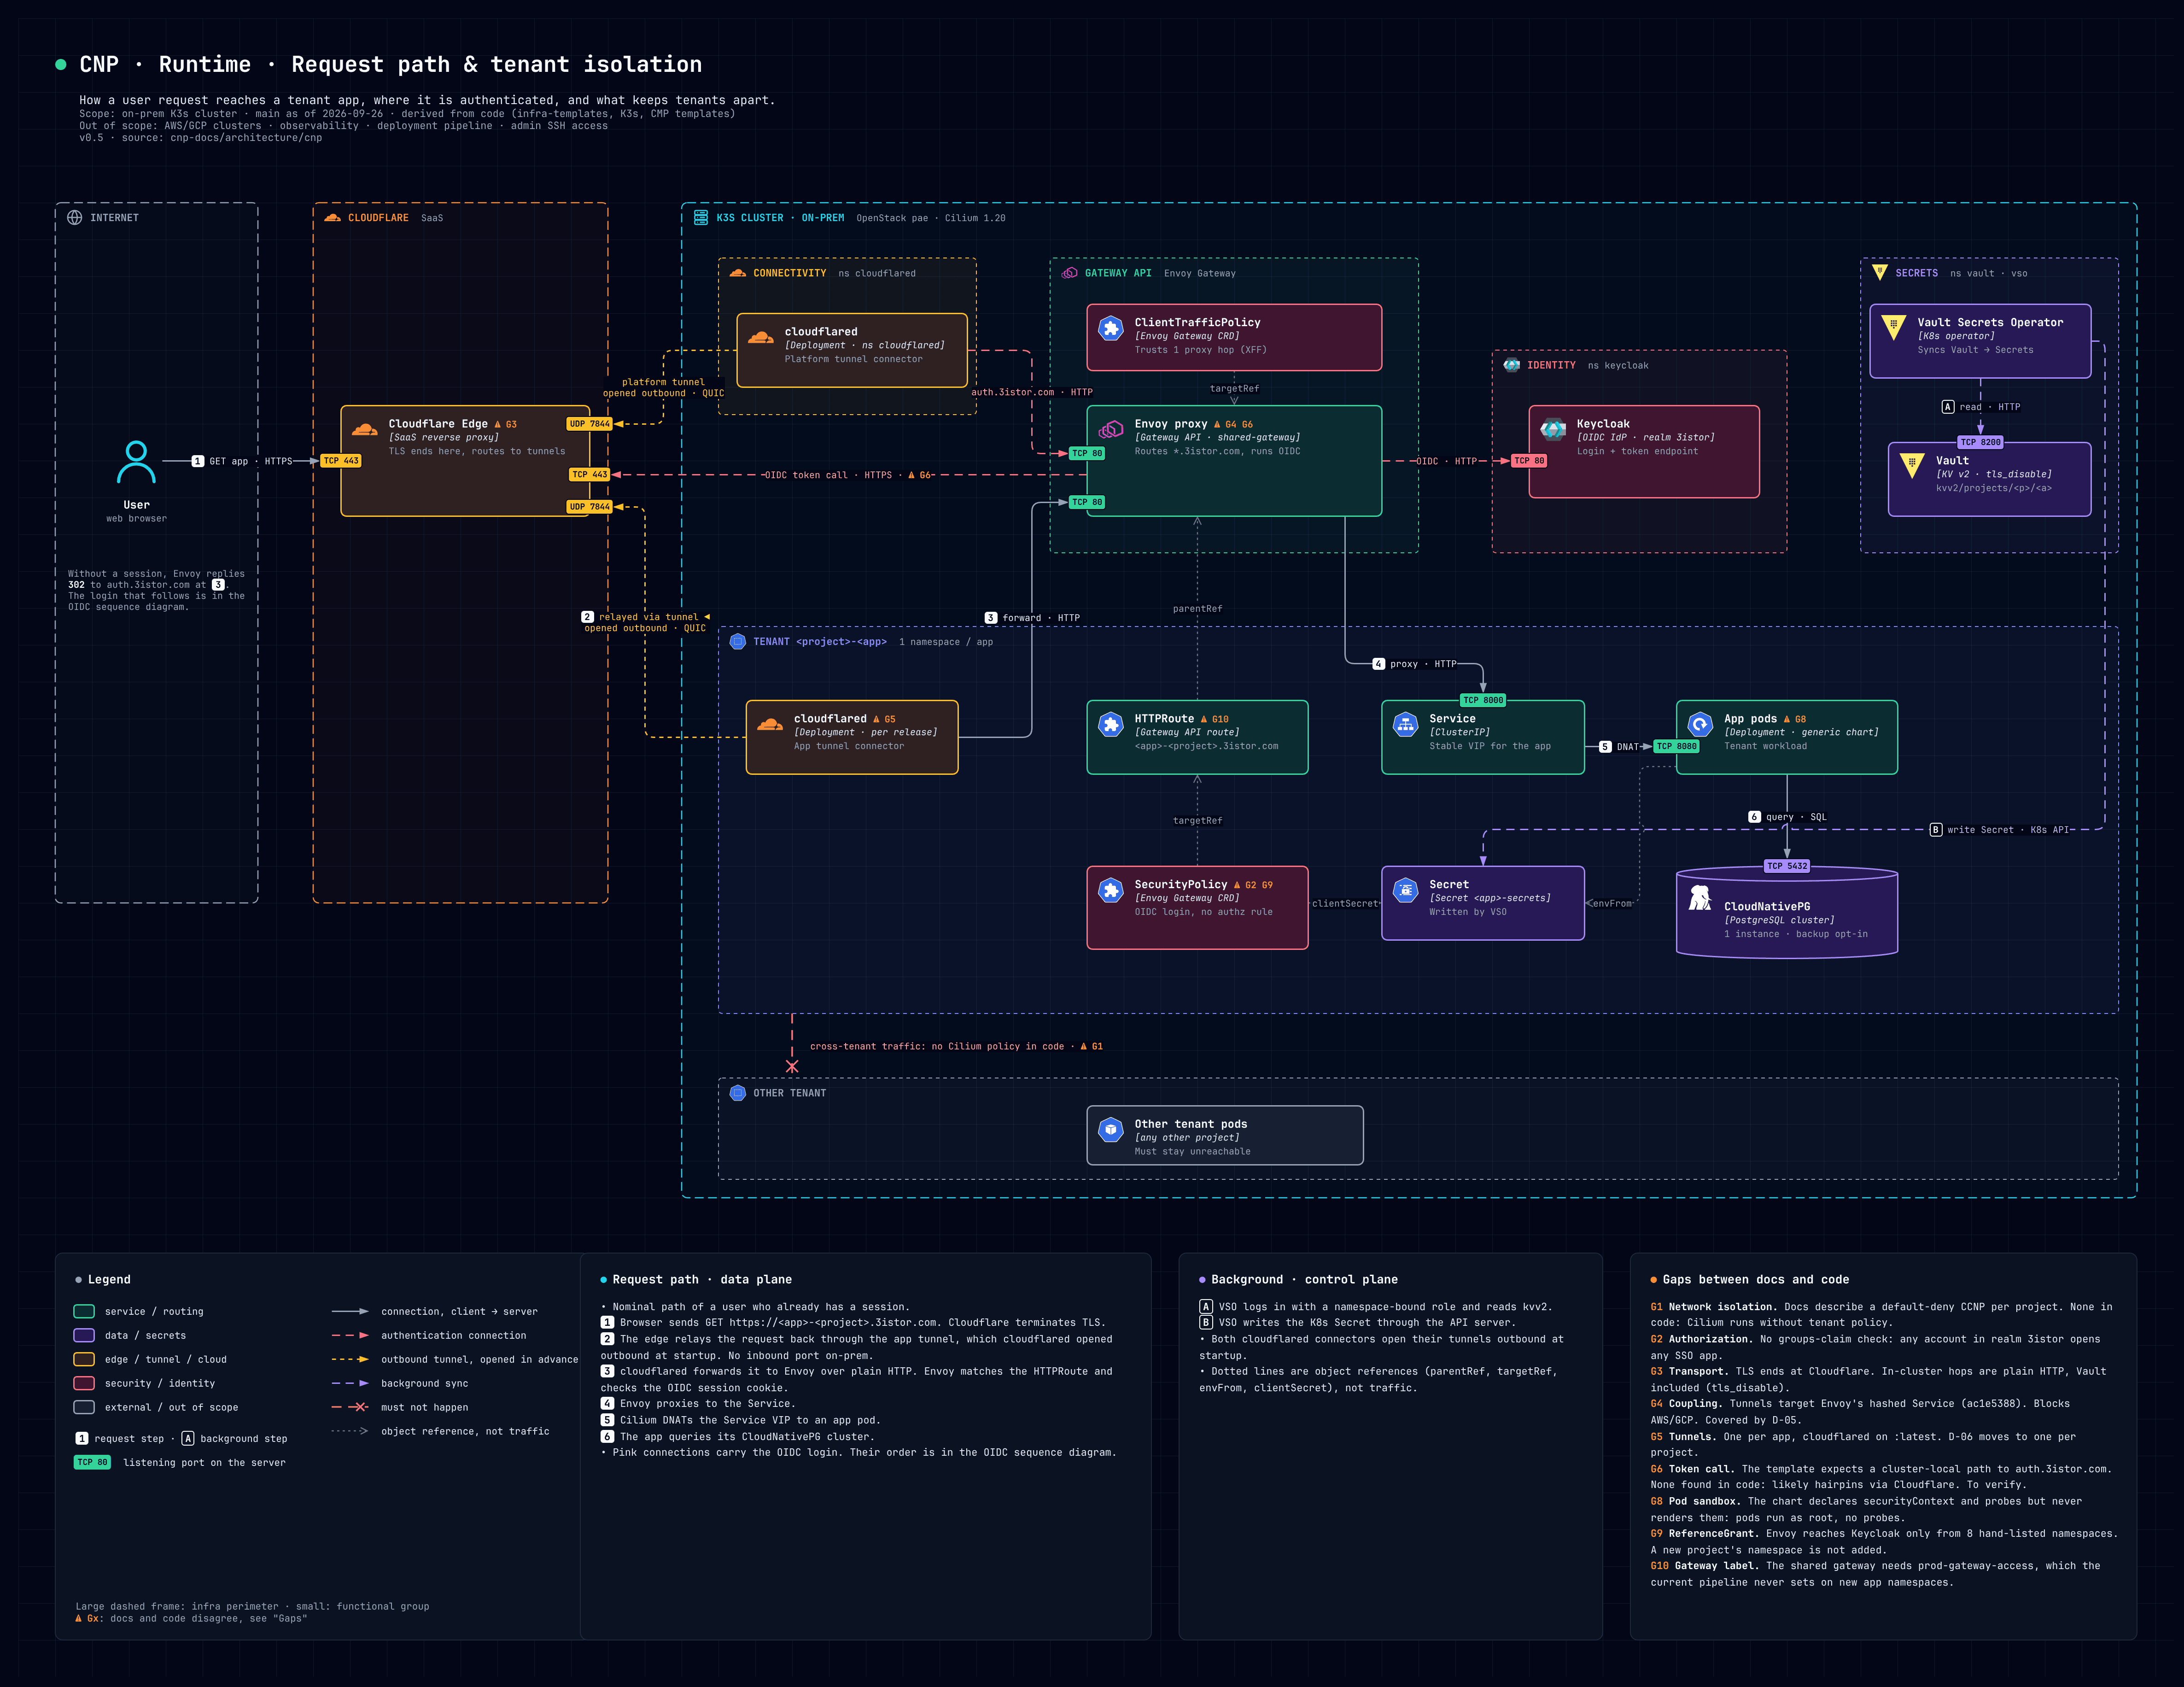 CNP · Runtime · Request path & tenant isolation
How a user request reaches a tenant app, where it is authenticated, and what keeps tenants apart.
Scope: on-prem K3s cluster · main as of 2026-09-26 · derived from code (infra-templates, K3s, CMP templates)
Out of scope: AWS/GCP clusters · observability · deployment pipeline · admin SSH access
v0.5 · source: cnp-docs/architecture/cnp
INTERNET
User
web browser
1 GET app · HTTPS
Without a session, Envoy replies
302 to auth.3istor.com at 3.
The login that follows is in the
OIDC sequence diagram.
CLOUDFLARE SaaS
Cloudflare Edge G3
[SaaS reverse proxy]
TLS ends here, routes to tunnels
TCP 443
UDP 7844
TCP 443
UDP 7844
platform tunnel
opened outbound · QUIC
OIDC token call · HTTPS · G6
2 relayed via tunnel ◄
opened outbound · QUIC
K3S CLUSTER · ON-PREM OpenStack pae · Cilium 1.20
CONNECTIVITY ns cloudflared
cloudflared
[Deployment · ns cloudflared]
Platform tunnel connector
auth.3istor.com · HTTP
GATEWAY API Envoy Gateway
ClientTrafficPolicy
[Envoy Gateway CRD]
Trusts 1 proxy hop (XFF)
targetRef
Envoy proxy G4 G6
[Gateway API · shared-gateway]
Routes *.3istor.com, runs OIDC
TCP 80
TCP 80
OIDC · HTTP
IDENTITY ns keycloak
Keycloak
[OIDC IdP · realm 3istor]
Login + token endpoint
TCP 80
SECRETS ns vault · vso
Vault Secrets Operator
[K8s operator]
Syncs Vault → Secrets
A read · HTTP
TCP 8200
Vault
[KV v2 · tls_disable]
kvv2/projects/<p>/<a>
parentRef
3 forward · HTTP
TENANT <project>-<app> 1 namespace / app
4 proxy · HTTP
cloudflared G5
[Deployment · per release]
App tunnel connector
HTTPRoute G10
[Gateway API route]
<app>-<project>.3istor.com
TCP 8000
Service
[ClusterIP]
Stable VIP for the app
5 DNAT
TCP 8080
App pods G8
[Deployment · generic chart]
Tenant workload
targetRef
6 query · SQL
B write Secret · K8s API
SecurityPolicy G2 G9
[Envoy Gateway CRD]
OIDC login, no authz rule
clientSecret
Secret
[Secret <app>-secrets]
Written by VSO
envFrom
TCP 5432
CloudNativePG
[PostgreSQL cluster]
1 instance · backup opt-in
cross-tenant traffic: no Cilium policy in code · G1
OTHER TENANT
Other tenant pods
[any other project]
Must stay unreachable
Legend
service / routing
data / secrets
edge / tunnel / cloud
security / identity
external / out of scope
1 request step · A background step
TCP 80 listening port on the server
connection, client → server
authentication connection
outbound tunnel, opened in advance
background sync
must not happen
object reference, not traffic
Large dashed frame: infra perimeter · small: functional group
Gx: docs and code disagree, see "Gaps"
Request path · data plane
• Nominal path of a user who already has a session.
1 Browser sends GET https://<app>-<project>.3istor.com. Cloudflare terminates TLS.
2 The edge relays the request back through the app tunnel, which cloudflared opened
outbound at startup. No inbound port on-prem.
3 cloudflared forwards it to Envoy over plain HTTP. Envoy matches the HTTPRoute and
checks the OIDC session cookie.
4 Envoy proxies to the Service.
5 Cilium DNATs the Service VIP to an app pod.
6 The app queries its CloudNativePG cluster.
• Pink connections carry the OIDC login. Their order is in the OIDC sequence diagram.
Background · control plane
A VSO logs in with a namespace-bound role and reads kvv2.
B VSO writes the K8s Secret through the API server.
• Both cloudflared connectors open their tunnels outbound at
startup.
• Dotted lines are object references (parentRef, targetRef,
envFrom, clientSecret), not traffic.
Gaps between docs and code
G1 Network isolation. Docs describe a default-deny CCNP per project. None in
code: Cilium runs without tenant policy.
G2 Authorization. No groups-claim check: any account in realm 3istor opens
any SSO app.
G3 Transport. TLS ends at Cloudflare. In-cluster hops are plain HTTP, Vault
included (tls_disable).
G4 Coupling. Tunnels target Envoy's hashed Service (ac1e5388). Blocks
AWS/GCP. Covered by D-05.
G5 Tunnels. One per app, cloudflared on :latest. D-06 moves to one per
project.
G6 Token call. The template expects a cluster-local path to auth.3istor.com.
None found in code: likely hairpins via Cloudflare. To verify.
G8 Pod sandbox. The chart declares securityContext and probes but never
renders them: pods run as root, no probes.
G9 ReferenceGrant. Envoy reaches Keycloak only from 8 hand-listed namespaces.
A new project's namespace is not added.
G10 Gateway label. The shared gateway needs prod-gateway-access, which the
current pipeline never sets on new app namespaces.